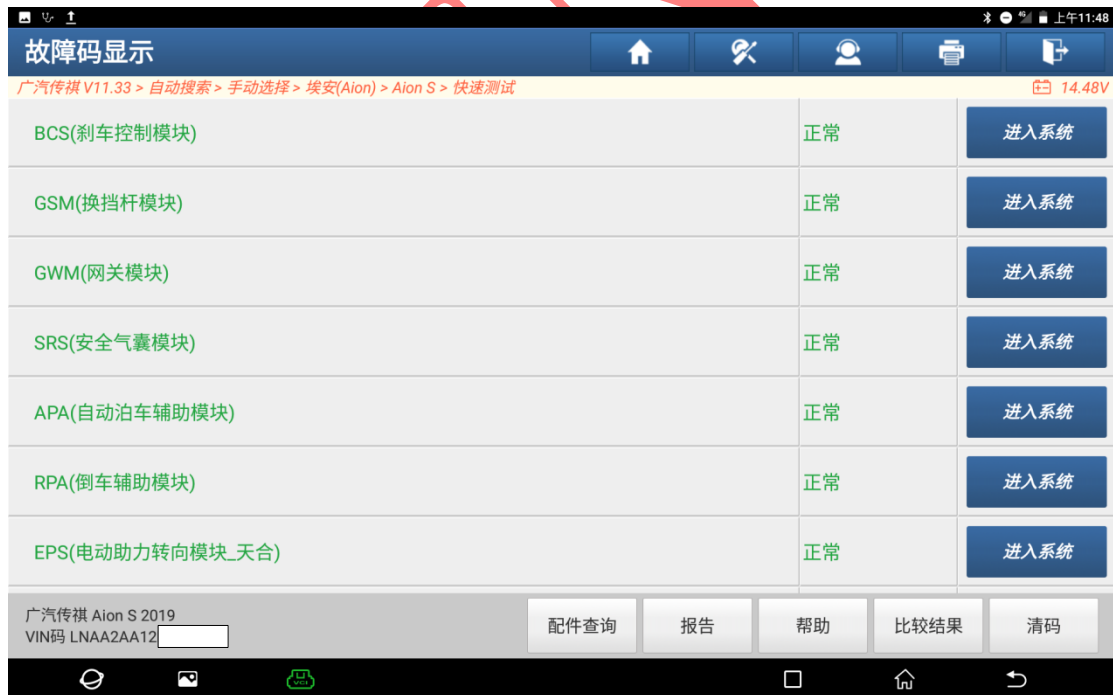 上午11:48
故障码显示
广汽传祺 V11.33 > 自动搜索 > 手动选择 > 埃安(Aion) > Aion S > 快速测试 14.48V
BCS(刹车控制模块) 正常 进入系统
GSM(换挡杆模块) 正常 进入系统
GWM(网关模块) 正常 进入系统
SRS(安全气囊模块) 正常 进入系统
APA(自动泊车辅助模块) 正常 进入系统
RPA(倒车辅助模块) 正常 进入系统
EPS(电动助力转向模块_天合) 正常 进入系统
广汽传祺 Aion S 2019
VIN码 LNAA2AA12
配件查询 报告 帮助 比较结果 清码
VCI